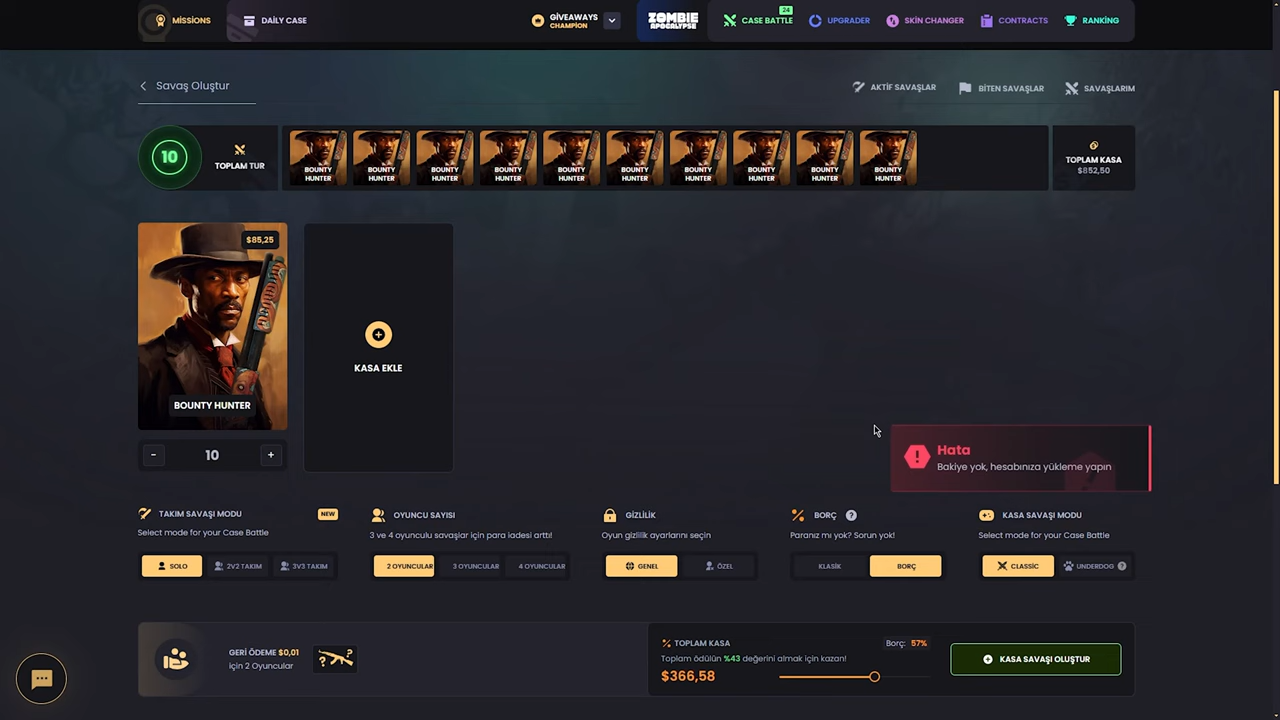 MISSIONS
DAILY CASE
GIVEAWAYS
CHAMPION
ZOMBIE
APOCALYPSE
24
CASE BATTLE
UPGRADER
SKIN CHANGER
CONTRACTS
RANKING
Savaş Oluştur
AKTİF SAVAŞLAR
BİTEN SAVAŞLAR
SAVAŞLARIM
10
TOPLAM TUR
BOUNTY
HUNTER
BOUNTY
HUNTER
BOUNTY
HUNTER
BOUNTY
HUNTER
BOUNTY
HUNTER
BOUNTY
HUNTER
BOUNTY
HUNTER
BOUNTY
HUNTER
BOUNTY
HUNTER
BOUNTY
HUNTER
TOPLAM KASA
$852,50
$85,25
BOUNTY HUNTER
- 10 +
KASA EKLE
Hata
Bakiye yok, hesabınıza yükleme yapın
TAKIM SAVAŞI MODU
NEW
Select mode for your Case Battle
SOLO
2V2 TAKIM
3V3 TAKIM
OYUNCU SAYISI
3 ve 4 oyunculu savaşlar için para iadesi arttı!
2 OYUNCULAR
3 OYUNCULAR
4 OYUNCULAR
GİZLİLİK
Oyun gizlilik ayarlarını seçin
GENEL
ÖZEL
BORÇ ?
Paranız mı yok? Sorun yok!
KLASİK
BORÇ
KASA SAVAŞI MODU
Select mode for your Case Battle
CLASSIC
UNDERDOG ?
GERİ ÖDEME $0,01
için 2 Oyuncular
TOPLAM KASA
Borç: 57%
Toplam ödülün %43 değerini almak için kazan!
$366,58
KASA SAVAŞI OLUŞTUR